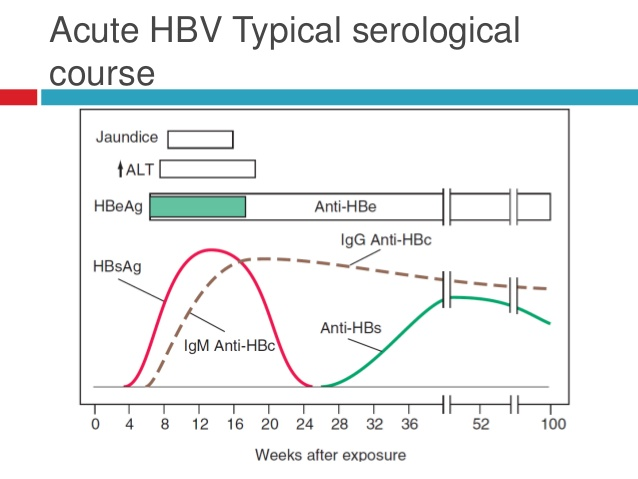 Acute HBV Typical serological
course
Jaundice
↑ALT
HBeAg
Anti-HBe
IgG Anti-HBc
HBsAg
Anti-HBs
IgM Anti-HBc
0 4 8 12 16 20 24 28 32 36 52 100
Weeks after exposure